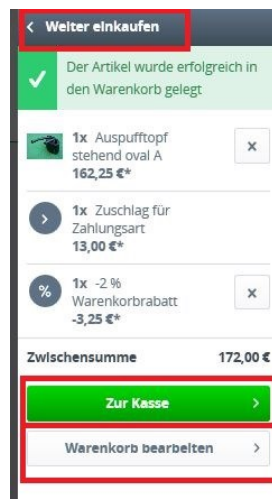 Weiter einkaufen
Der Artikel wurde erfolgreich in
den Warenkorb gelegt
1x Auspufftopf
stehend oval A
162,25 €*
1x Zuschlag für
Zahlungsart
13,00 €*
1x -2 %
Warenkorbrabatt
-3,25 €*
Zwischensumme 172,00 €
Zur Kasse
Warenkorb bearbeiten